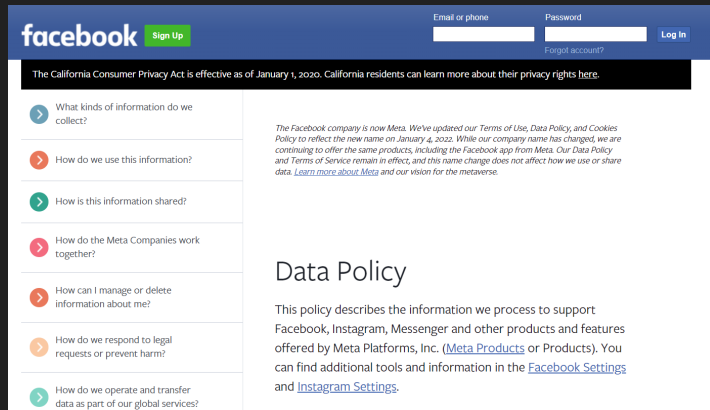 Email or phone
Password
facebook
Sign Up
Log In
Forgot account?
The California Consumer Privacy Act is effective as of January 1, 2020. California residents can learn more about their privacy rights here.
What kinds of information do we
collect?
How do we use this information?
How is this information shared?
How do the Meta Companies work
together?
How can I manage or delete
information about me?
How do we respond to legal
requests or prevent harm?
How do we operate and transfer
data as part of our global services?
The Facebook company is now Meta. We've updated our Terms of Use, Data Policy, and Cookies
Policy to reflect the new name on January 4, 2022. While our company name has changed, we are
continuing to offer the same products, including the Facebook app from Meta. Our Data Policy
and Terms of Service remain in effect, and this name change does not affect how we use or share
data. Learn more about Meta and our vision for the metaverse.
Data Policy
This policy describes the information we process to support
Facebook, Instagram, Messenger and other products and features
offered by Meta Platforms, Inc. (Meta Products or Products). You
can find additional tools and information in the Facebook Settings
and Instagram Settings.